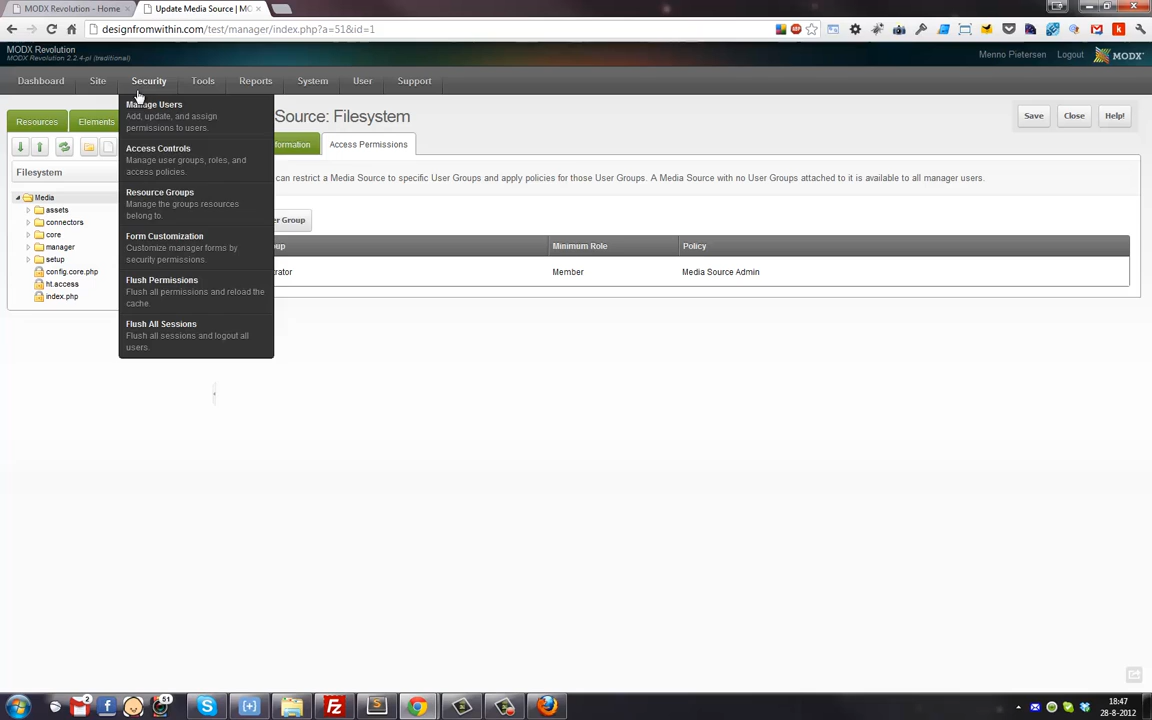 MODX Revolution - Home
Update Media Source | MO
designfromwithin.com/test/manager/index.php?a=51&id=1
MODX Revolution
MODX Revolution 2.2.4-pl (traditional)
Menno Pietersen
Logout
MODX
Dashboard
Site
Security
Tools
Reports
System
User
Support
Resources
Elements
Filesystem
Media
assets
connectors
core
manager
setup
config.core.php
ht.access
index.php
Manage Users
Add, update, and assign
permissions to users.
Access Controls
Manage user groups, roles, and
access policies.
Resource Groups
Manage the groups resources
belong to.
Form Customization
Customize manager forms by
security permissions.
Flush Permissions
Flush all permissions and reload the
cache.
Flush All Sessions
Flush all sessions and logout all
users.
Source: Filesystem
Save
Close
Help!
formation
Access Permissions
can restrict a Media Source to specific User Groups and apply policies for those User Groups. A Media Source with no User Groups attached to it is available to all manager users.
er Group
up
Minimum Role
Policy
trator
Member
Media Source Admin
2
51
18:47
28-8-2012